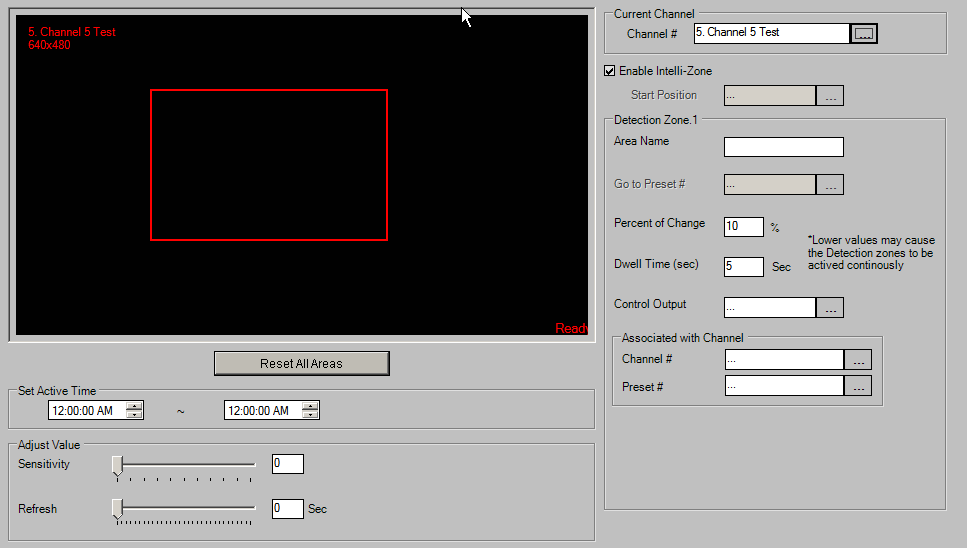 5. Channel 5 Test
640x480
Ready
Reset All Areas
Set Active Time
12:00:00 AM ~ 12:00:00 AM
Adjust Value
Sensitivity 0
Refresh 0 Sec
Current Channel
Channel # 5. Channel 5 Test ...
Enable Intelli-Zone
Start Position ... ...
Detection Zone.1
Area Name
Go to Preset # ... ...
Percent of Change 10 %
*Lower values may cause
the Detection zones to be
actived continously
Dwell Time (sec) 5 Sec
Control Output ... ...
Associated with Channel
Channel # ... ...
Preset # ... ...